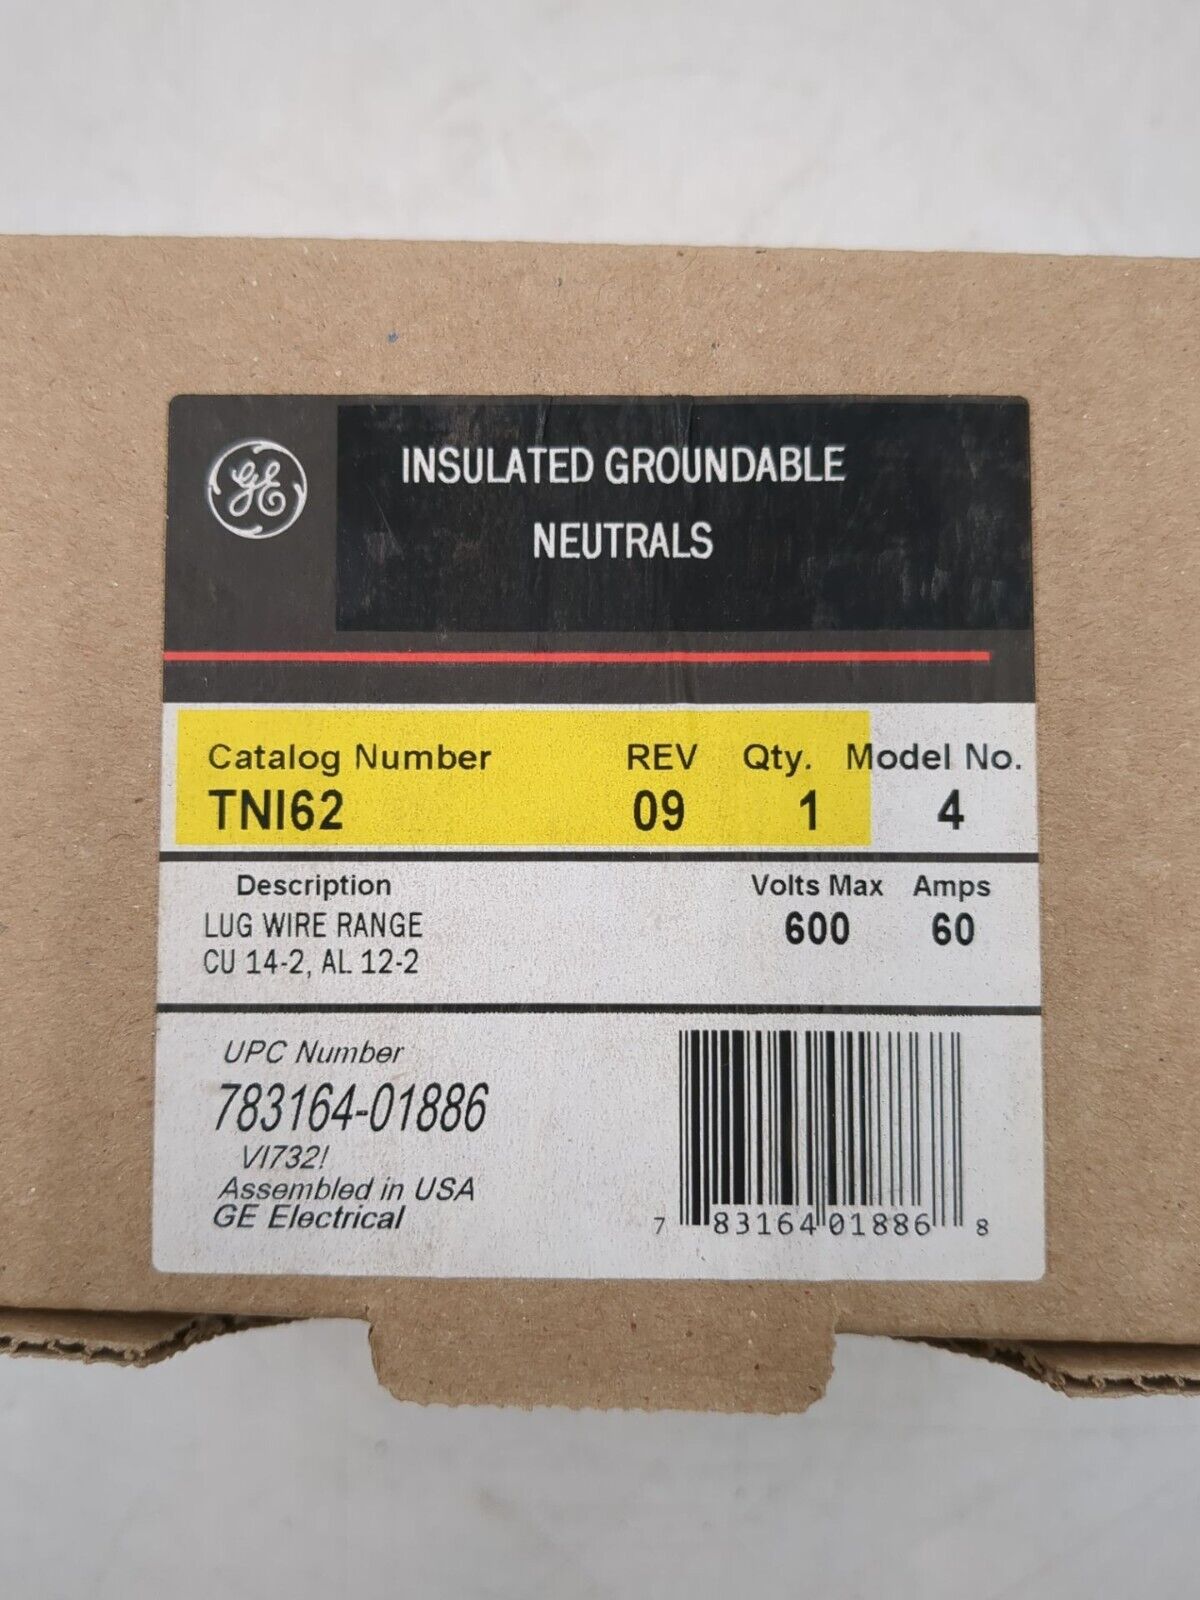 GE
INSULATED GROUNDABLE
NEUTRALS
Catalog Number REV Qty. Model No.
TNI62 09 1 4
Description Volts Max Amps
LUG WIRE RANGE 600 60
CU 14-2, AL 12-2
UPC Number
783164-01886
VI732!
Assembled in USA
GE Electrical
7 83164 01886 8